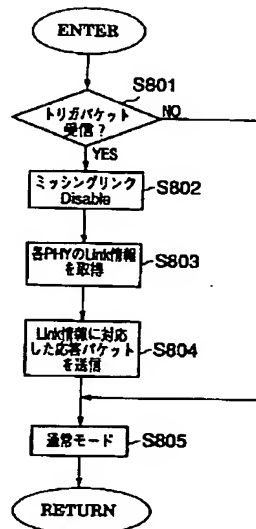 ENTER
S801
トリガパケット
受信?
NO
YES
ミッシングリンク
Disable
S802
各PHYのLink情報
を取得
S803
Link情報に対応
した応答パケット
を送信
S804
通常モード
S805
RETURN